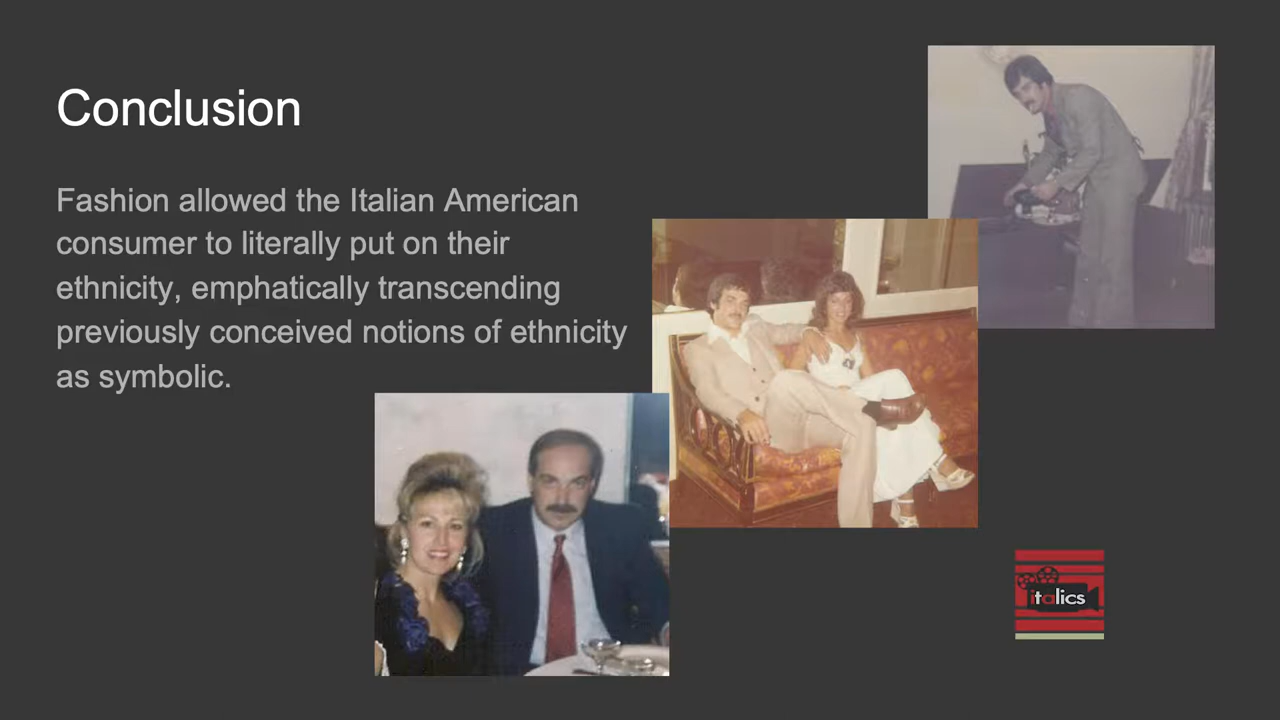 Conclusion
Fashion allowed the Italian American
consumer to literally put on their
ethnicity, emphatically transcending
previously conceived notions of ethnicity
as symbolic.
italics